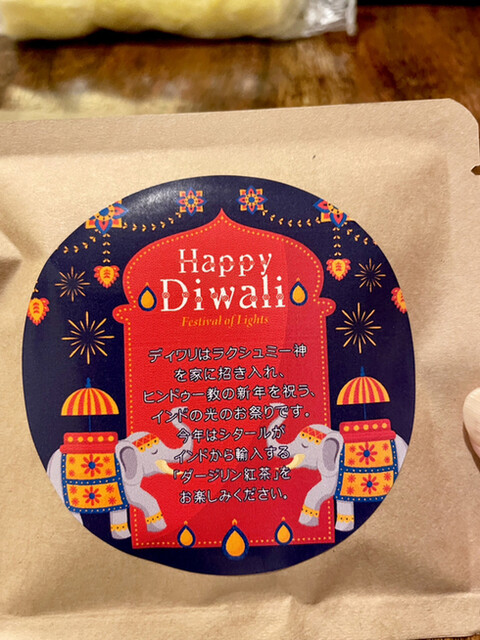 Happy
Diwali
Festival of Lights
ディワリはラクシュミー神
を家に招き入れ、
ヒンドゥー教の新年を祝う、
インドの光のお祭りです。
今年はシタールが
インドから輸入する
「ダージリン紅茶」を
お楽しみください。